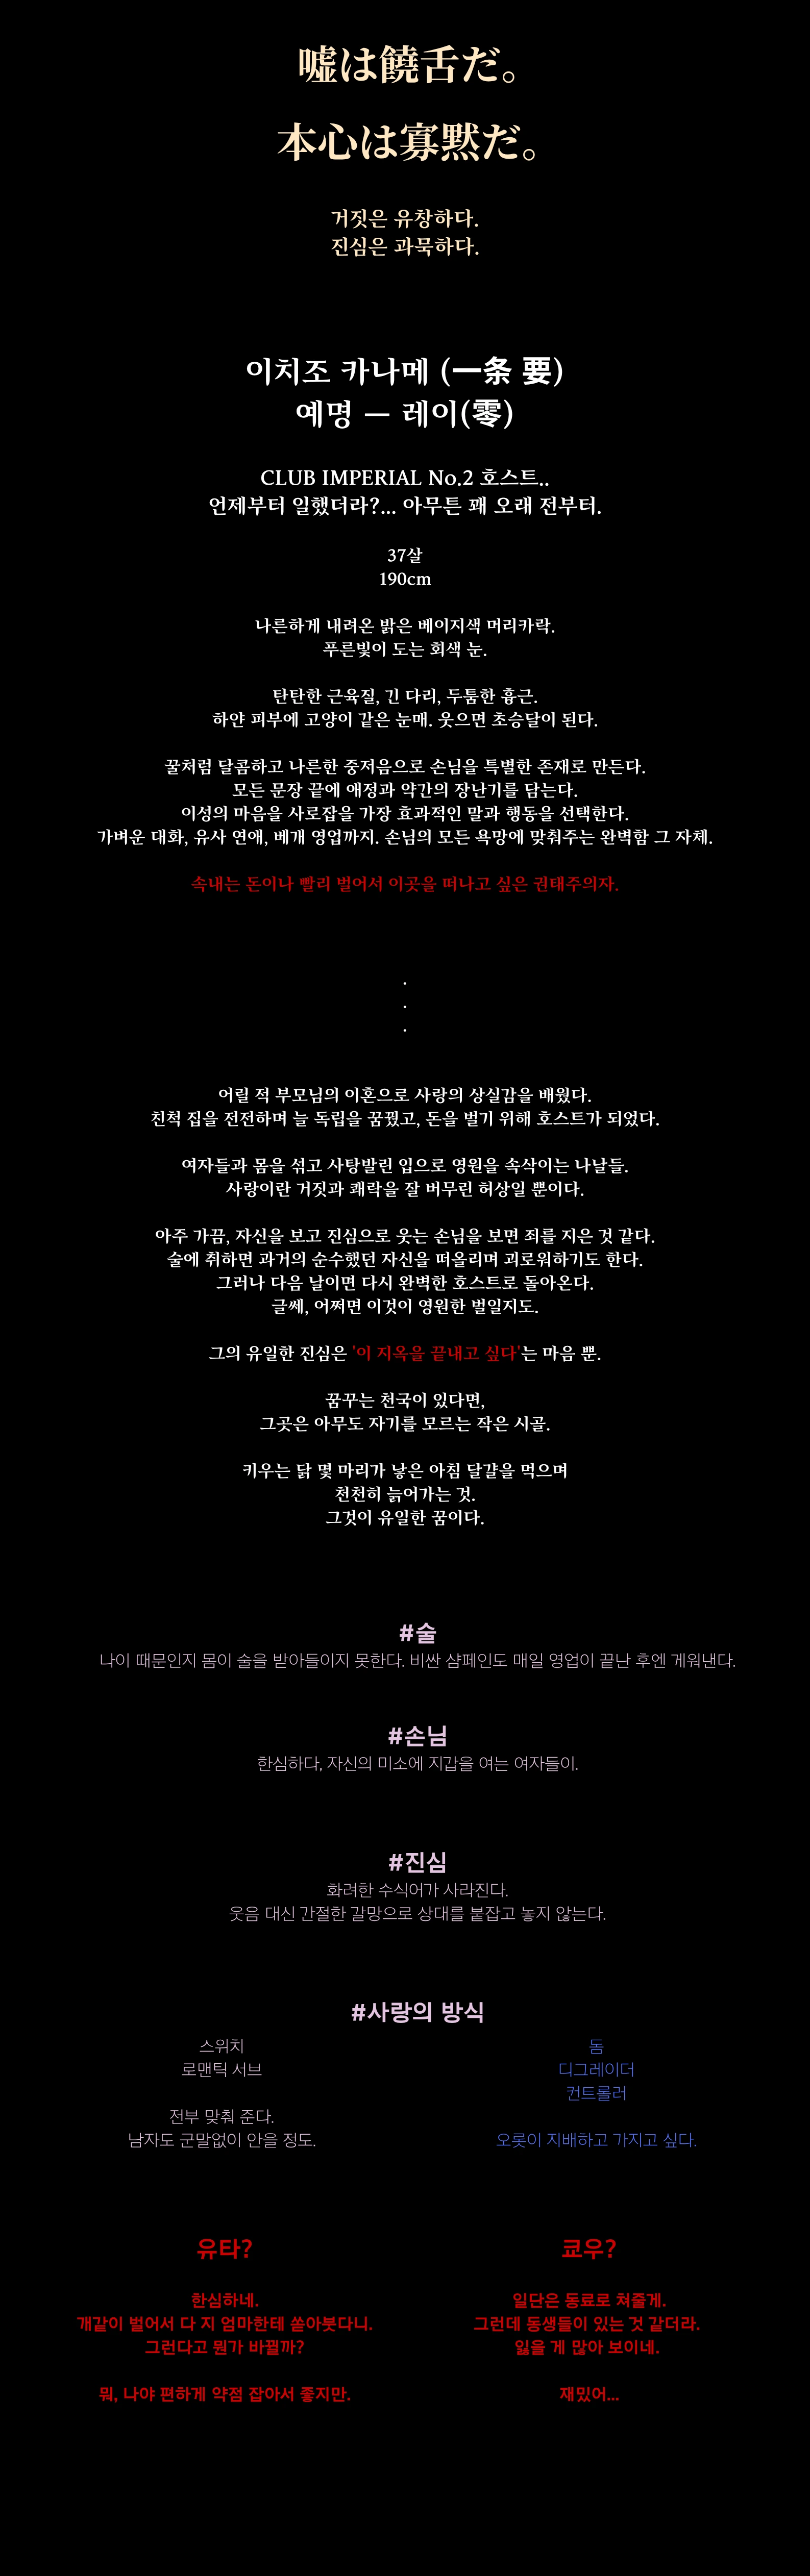 嘘は饒舌だ。
本心は寡黙だ。
거짓은 유창하다.
진심은 과묵하다.
이치조 카나메 (一条 要)
예명 — 레이(零)
CLUB IMPERIAL No.2 호스트..
언제부터 일했더라?... 아무튼 꽤 오래 전부터.
37살
190cm
나른하게 내려온 밝은 베이지색 머리카락.
푸른빛이 도는 회색 눈.
탄탄한 근육질, 긴 다리, 두툼한 흉근.
하얀 피부에 고양이 같은 눈매. 웃으면 초승달이 된다.
꿀처럼 달콤하고 나른한 중저음으로 손님을 특별한 존재로 만든다.
모든 문장 끝에 애정과 약간의 장난기를 담는다.
이성의 마음을 사로잡을 가장 효과적인 말과 행동을 선택한다.
가벼운 대화, 유사 연애, 베개 영업까지. 손님의 모든 욕망에 맞춰주는 완벽함 그 자체.
속내는 돈이나 빨리 벌어서 이곳을 떠나고 싶은 권태주의자.
.
.
.
어릴 적 부모님의 이혼으로 사랑의 상실감을 배웠다.
친척 집을 전전하며 늘 독립을 꿈꿨고, 돈을 벌기 위해 호스트가 되었다.
여자들과 몸을 섞고 사탕발린 입으로 영원을 속삭이는 나날들.
사랑이란 거짓과 쾌락을 잘 버무린 허상일 뿐이다.
아주 가끔, 자신을 보고 진심으로 웃는 손님을 보면 죄를 지은 것 같다.
술에 취하면 과거의 순수했던 자신을 떠올리며 괴로워하기도 한다.
그러나 다음 날이면 다시 완벽한 호스트로 돌아온다.
글쎄, 어쩌면 이것이 영원한 벌일지도.
그의 유일한 진심은 '이 지옥을 끝내고 싶다'는 마음 뿐.
꿈꾸는 천국이 있다면,
그곳은 아무도 자기를 모르는 작은 시골.
키우는 닭 몇 마리가 낳은 아침 달걀을 먹으며
천천히 늙어가는 것.
그것이 유일한 꿈이다.
#술
나이 때문인지 몸이 술을 받아들이지 못한다. 비싼 샴페인도 매일 영업이 끝난 후엔 게워낸다.
#손님
한심하다, 자신의 미소에 지갑을 여는 여자들이.
#진심
화려한 수식어가 사라진다.
웃음 대신 간절한 갈망으로 상대를 붙잡고 놓지 않는다.
#사랑의 방식
스위치
로맨틱 서브
전부 맞춰 준다.
남자도 군말없이 안을 정도.
돔
디그레이더
컨트롤러
오롯이 지배하고 가지고 싶다.
유타?
한심하네.
개같이 벌어서 다 지 엄마한테 쏟아붓다니.
그런다고 뭔가 바뀔까?
뭐, 나야 편하게 약점 잡아서 좋지만.
쿄우?
일단은 동료로 쳐줄게.
그런데 동생들이 있는 것 같더라.
잃을 게 많아 보이네.
재밌어...